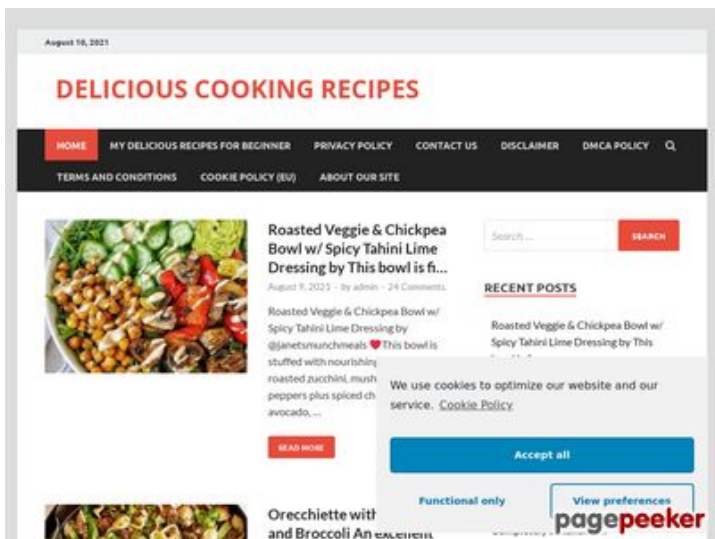 August 10, 2021
DELICIOUS COOKING RECIPES
HOME MY DELICIOUS RECIPES FOR BEGINNER PRIVACY POLICY CONTACT US DISCLAIMER DMCA POLICY
TERMS AND CONDITIONS COOKIE POLICY (EU) ABOUT OUR SITE
Roasted Veggie & Chickpea
Bowl w/ Spicy Tahini Lime
Dressing by This bowl is fi...
August 9, 2021 - by admin - 24 Comments
Roasted Veggie & Chickpea Bowl w/
Spicy Tahini Lime Dressing by
@janetsmunchmeals ❤️This bowl is
stuffed with nourishing
roasted zucchini, mush
peppers plus spiced ch
avocado, ...
READ MORE
Orecchiette with
and Broccoli An excellent
Search ... SEARCH
RECENT POSTS
Roasted Veggie & Chickpea Bowl w/
Spicy Tahini Lime Dressing by This
We use cookies to optimize our website and our
service. Cookie Policy
Accept all
Functional only View preferences
pagepeeker